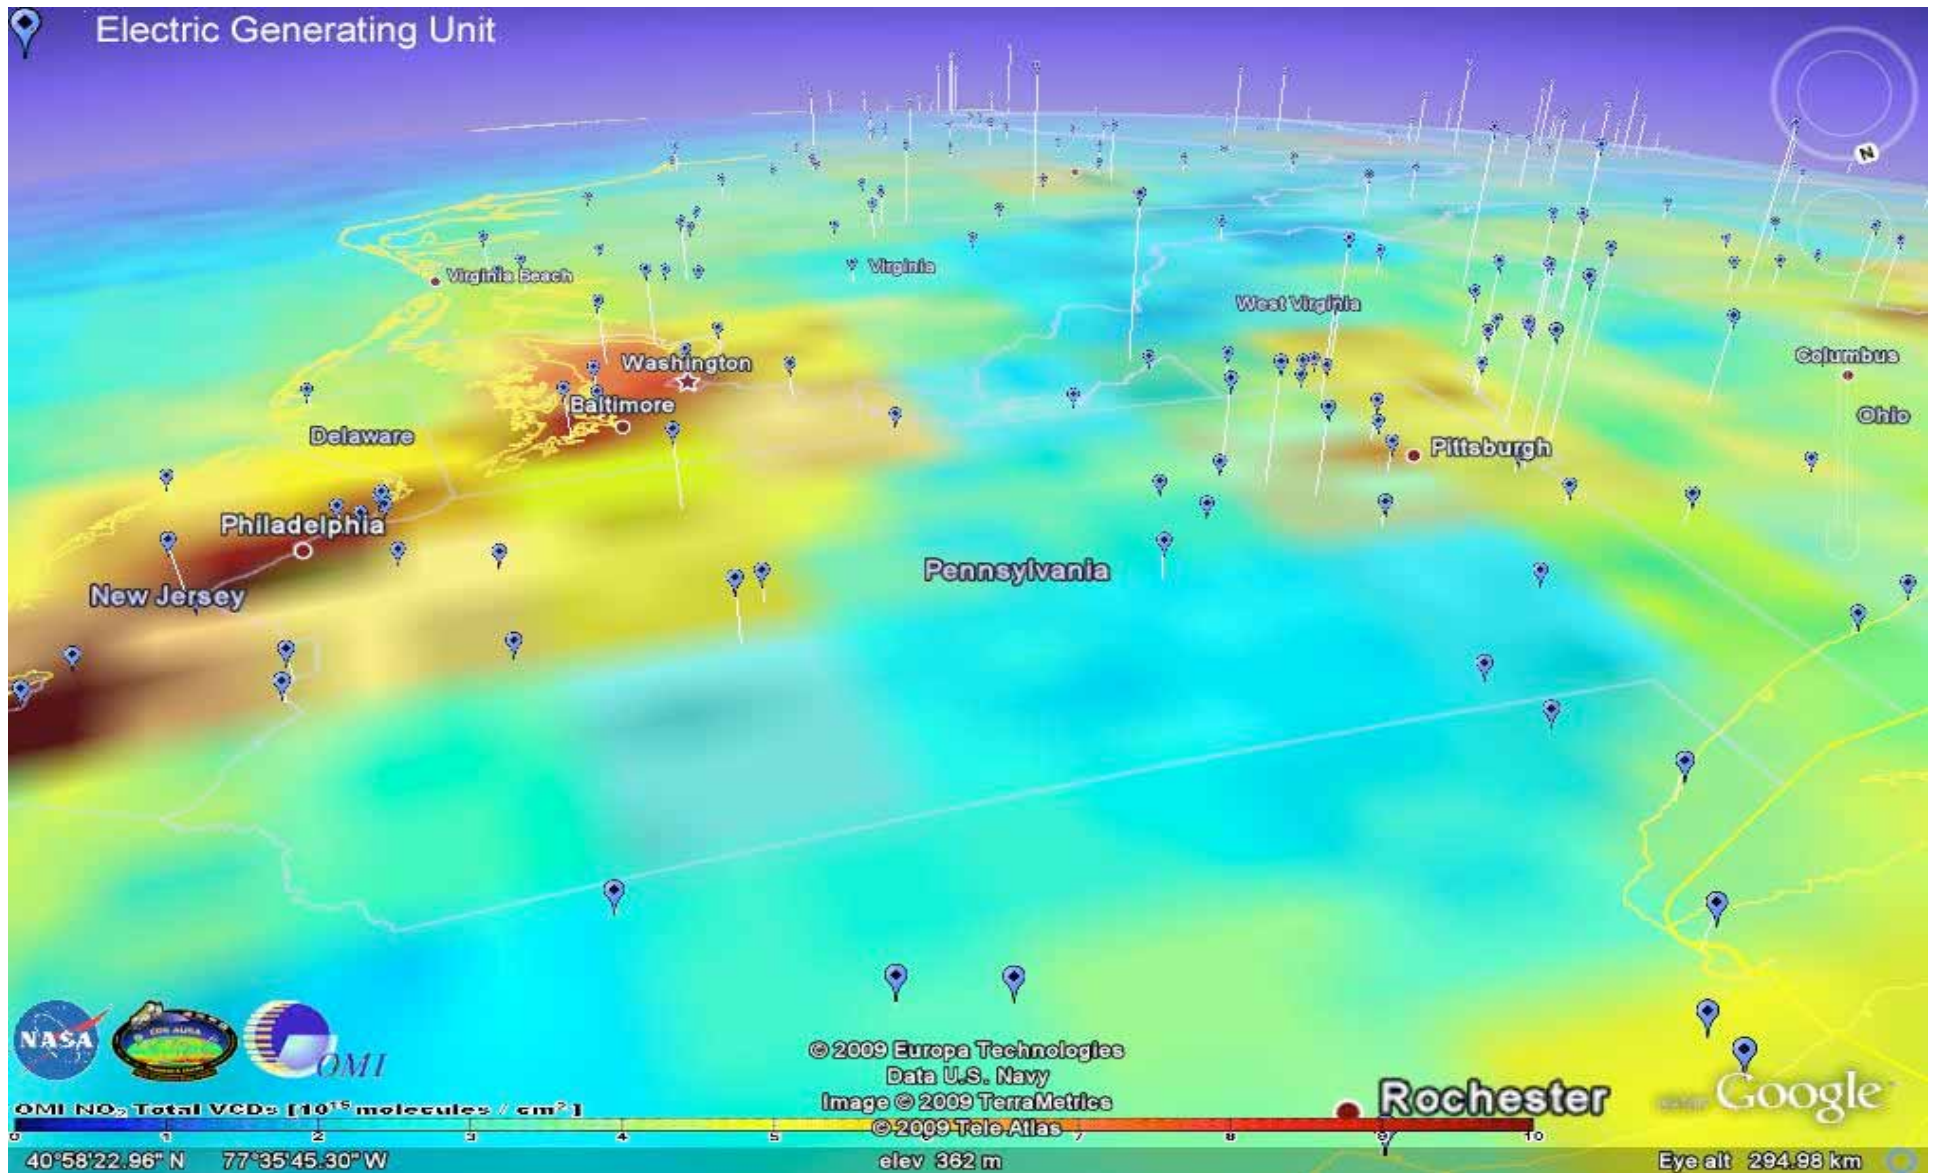 Electric Generating Unit
N
Virginia Beach
Virginia
West Virginia
Washington
Columbus
Baltimore
Ohio
Delaware
Pittsburgh
Philadelphia
Pennsylvania
New Jersey
NASA
EOS AURA
OMI
© 2009 Europa Technologies
Data U.S. Navy
Image © 2009 TerraMetrics
© 2009 Tele Atlas
Rochester
Google
OMI NO₂ Total VCDs [10¹⁵ molecules / cm²]
0 1 2 3 4 5 6 7 8 9 10
40°58'22.96" N 77°35'45.30" W
elev 362 m
Eye alt 294.98 km